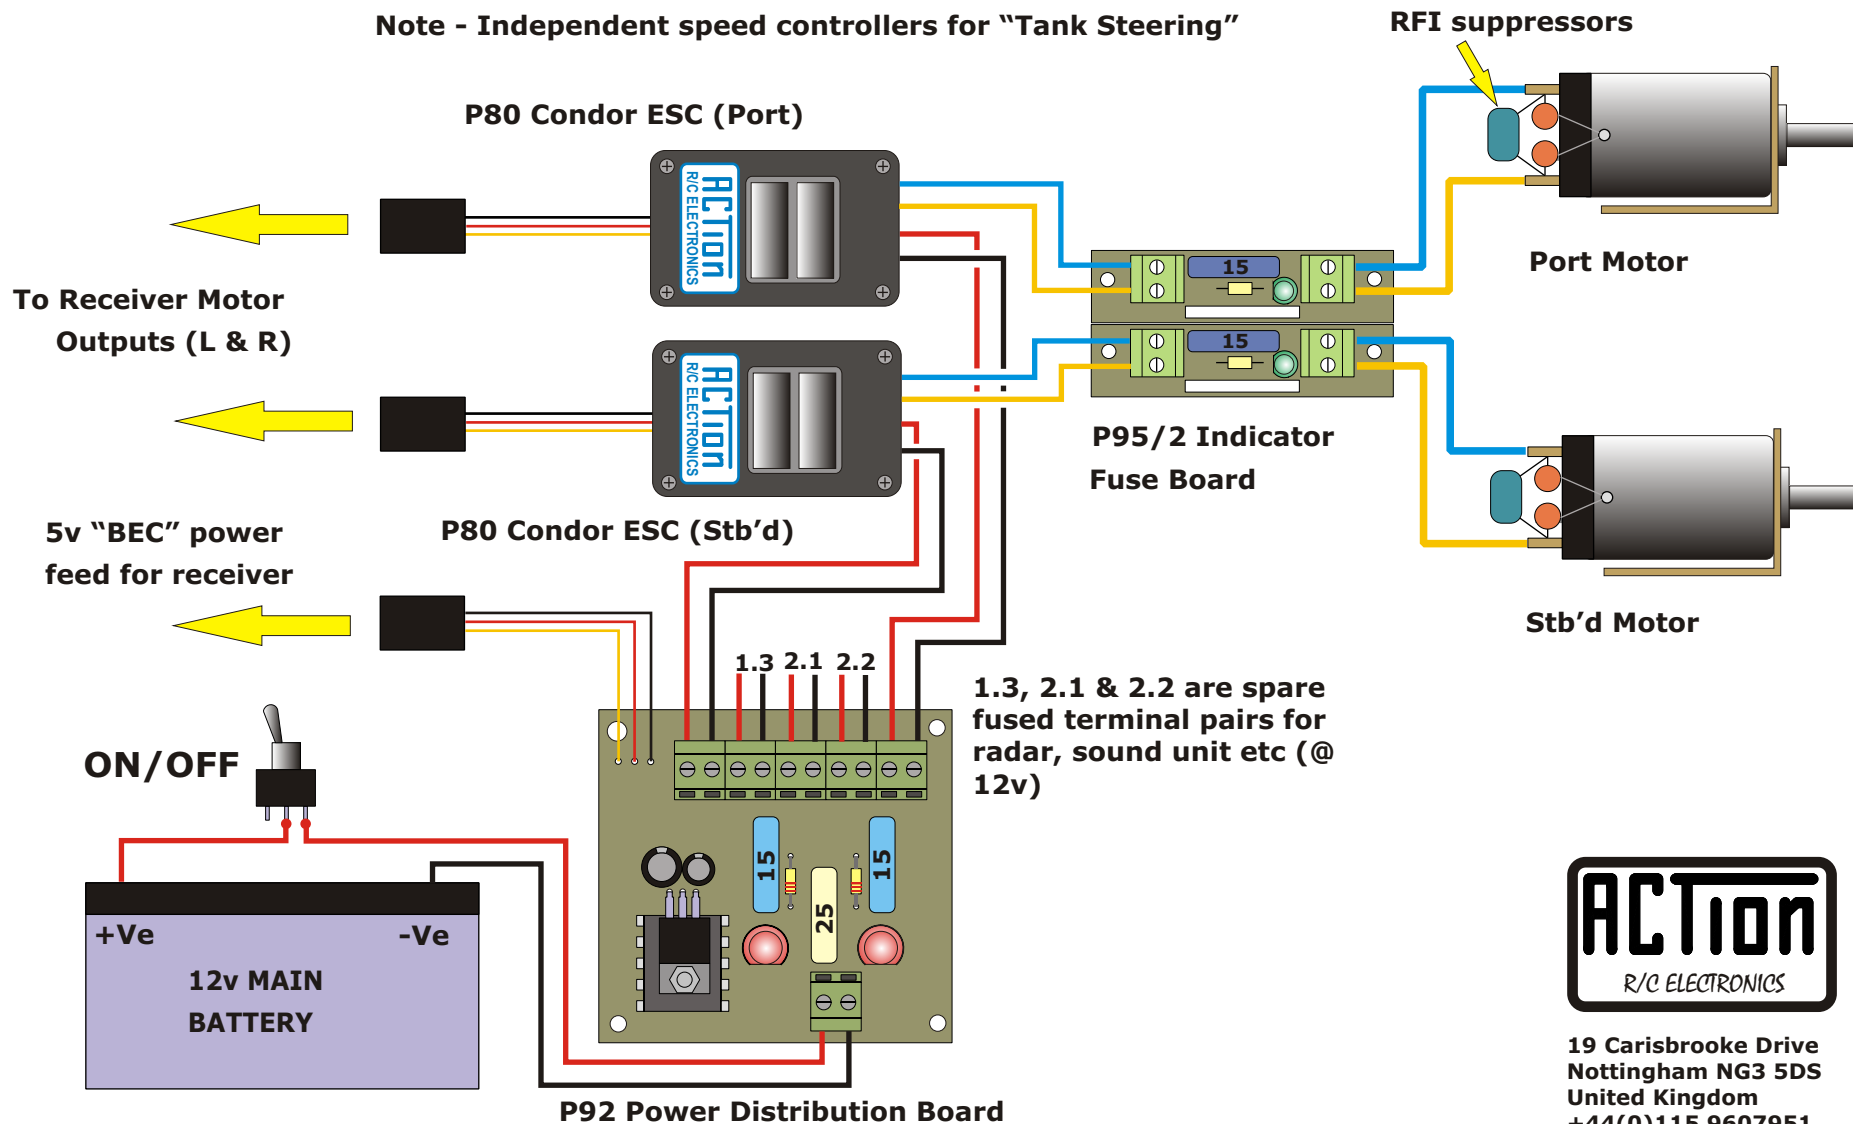 Note - Independent speed controllers for “Tank Steering”
RFI suppressors
P80 Condor ESC (Port)
ACTion
R/C ELECTRONICS
To Receiver Motor
Outputs (L & R)
15
Port Motor
ACTion
R/C ELECTRONICS
15
P95/2 Indicator
Fuse Board
P80 Condor ESC (Stb’d)
5v “BEC” power
feed for receiver
Stb’d Motor
1.3 2.1 2.2
1.3, 2.1 & 2.2 are spare
fused terminal pairs for
radar, sound unit etc (@
12v)
ON/OFF
15
25
15
+Ve
-Ve
12v MAIN
BATTERY
P92 Power Distribution Board
ACTion
R/C ELECTRONICS
19 Carisbrooke Drive
Nottingham NG3 5DS
United Kingdom
+44(0)115 9607951